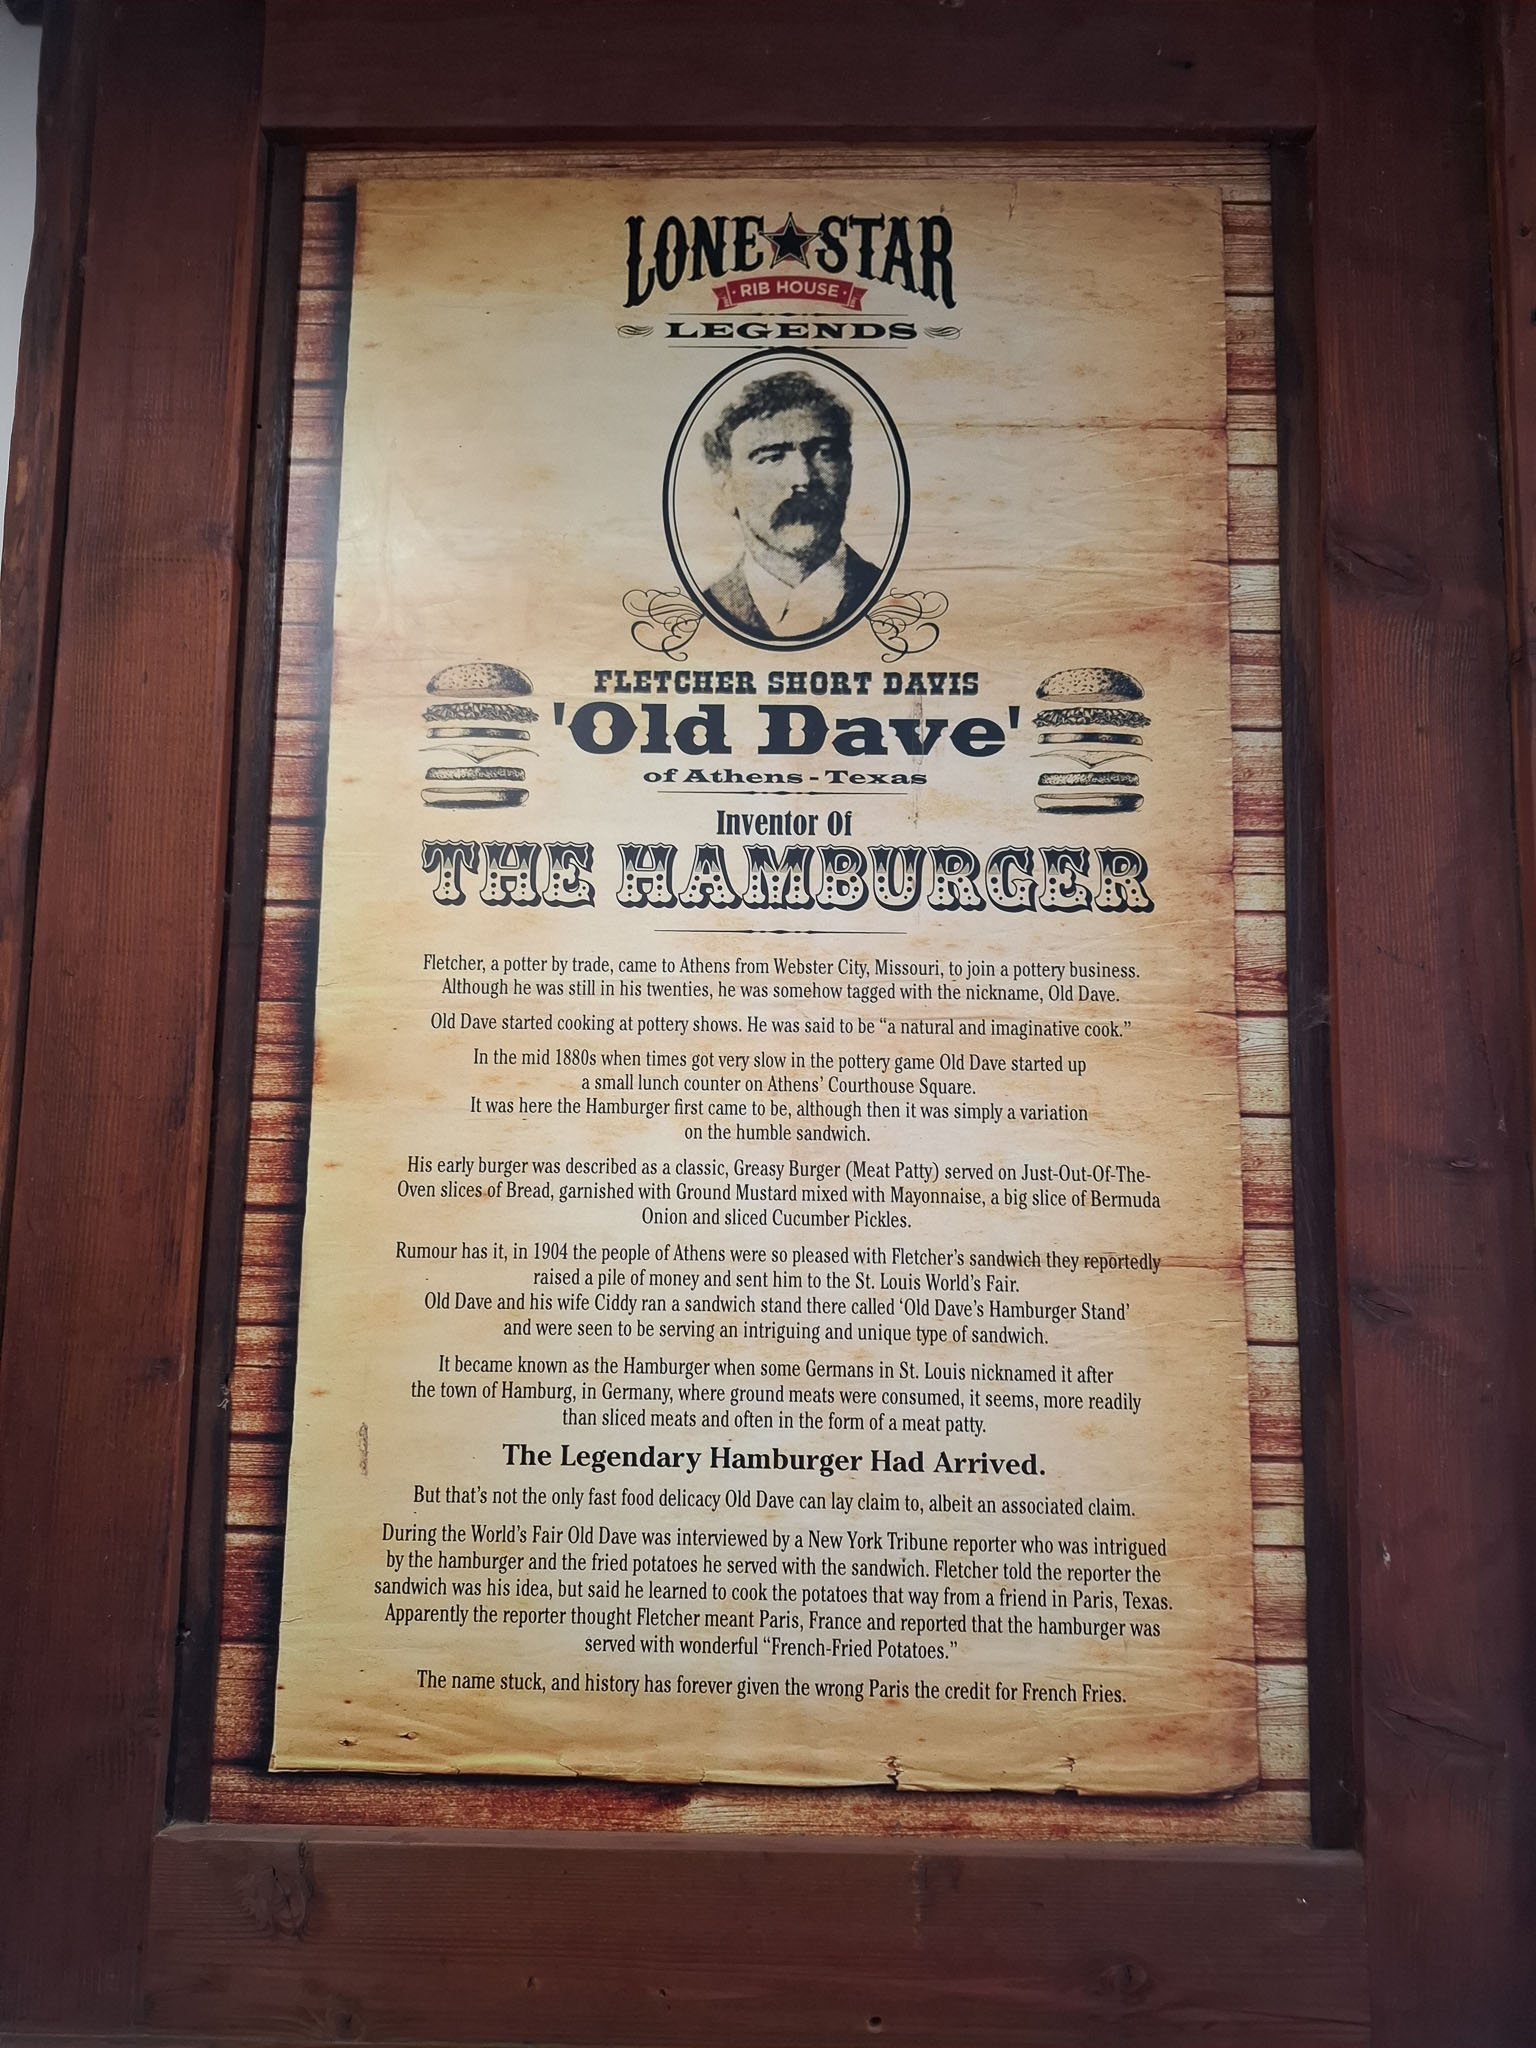 LONE STAR
RIB HOUSE
LEGENDS
FLETCHER SHORT DAVIS
'Old Dave'
of Athens - Texas
Inventor Of
THE HAMBURGER
Fletcher, a potter by trade, came to Athens from Webster City, Missouri, to join a pottery business.
Although he was still in his twenties, he was somehow tagged with the nickname, Old Dave.
Old Dave started cooking at pottery shows. He was said to be “a natural and imaginative cook.”
In the mid 1880s when times got very slow in the pottery game Old Dave started up
a small lunch counter on Athens’ Courthouse Square.
It was here the Hamburger first came to be, although then it was simply a variation
on the humble sandwich.
His early burger was described as a classic, Greasy Burger (Meat Patty) served on Just-Out-Of-The-
Oven slices of Bread, garnished with Ground Mustard mixed with Mayonnaise, a big slice of Bermuda
Onion and sliced Cucumber Pickles.
Rumour has it, in 1904 the people of Athens were so pleased with Fletcher’s sandwich they reportedly
raised a pile of money and sent him to the St. Louis World’s Fair.
Old Dave and his wife Ciddy ran a sandwich stand there called ‘Old Dave’s Hamburger Stand’
and were seen to be serving an intriguing and unique type of sandwich.
It became known as the Hamburger when some Germans in St. Louis nicknamed it after
the town of Hamburg, in Germany, where ground meats were consumed, it seems, more readily
than sliced meats and often in the form of a meat patty.
The Legendary Hamburger Had Arrived.
But that’s not the only fast food delicacy Old Dave can lay claim to, albeit an associated claim.
During the World’s Fair Old Dave was interviewed by a New York Tribune reporter who was intrigued
by the hamburger and the fried potatoes he served with the sandwich. Fletcher told the reporter the
sandwich was his idea, but said he learned to cook the potatoes that way from a friend in Paris, Texas.
Apparently the reporter thought Fletcher meant Paris, France and reported that the hamburger was
served with wonderful “French-Fried Potatoes.”
The name stuck, and history has forever given the wrong Paris the credit for French Fries.